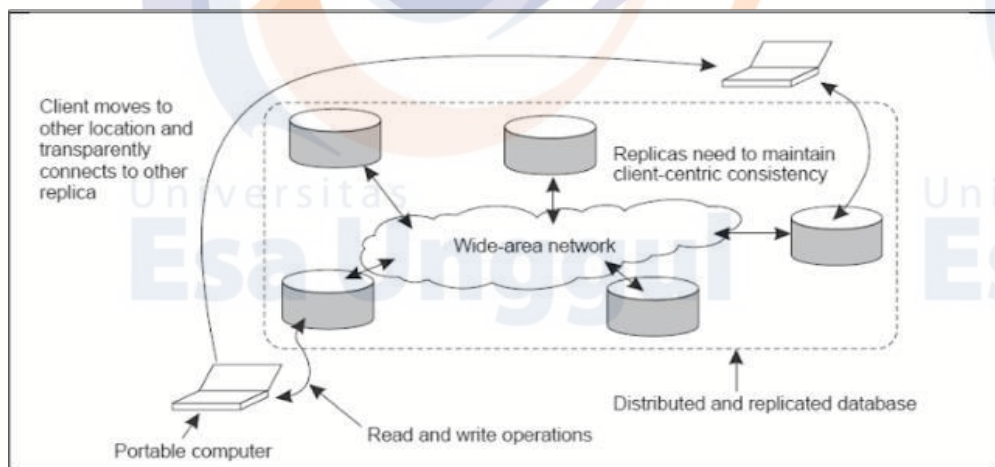 Client moves to
other location and
transparently
connects to other
replica
Replicas need to maintain
client-centric consistency
Universitas
Esa Unggul
Wide-area network
Un
Es
Distributed and replicated database
Read and write operations
Portable computer